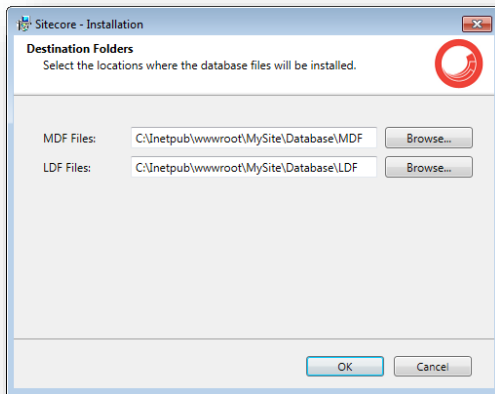 Sitecore - Installation
Destination Folders
Select the locations where the database files will be installed.
MDF Files: C:\Inetpub\wwwroot\MySite\Database\MDF Browse...
LDF Files: C:\Inetpub\wwwroot\MySite\Database\LDF Browse...
OK Cancel